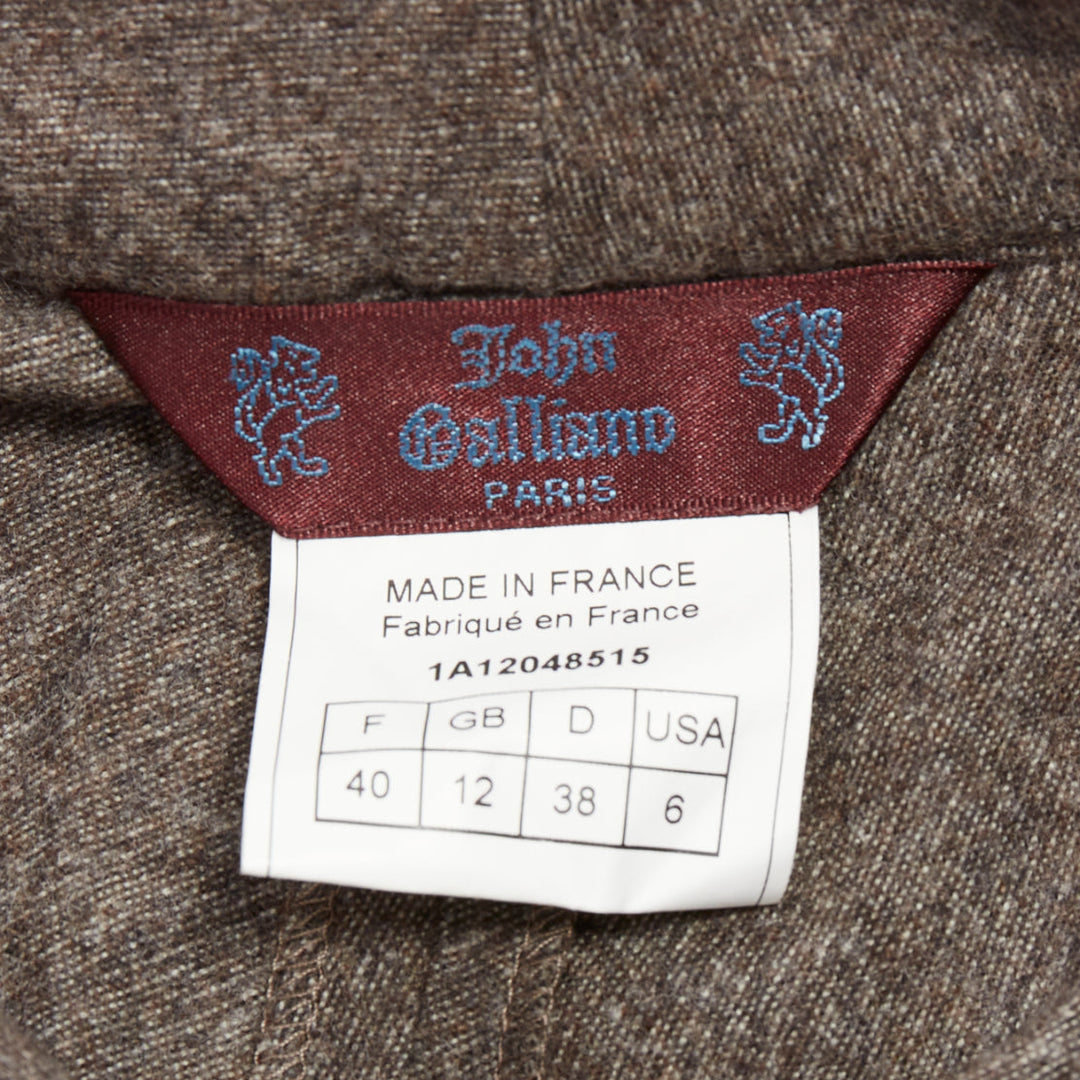 John
Galliano
PARIS
MADE IN FRANCE
Fabriqué en France
1A12048515
F GB D USA
40 12 38 6